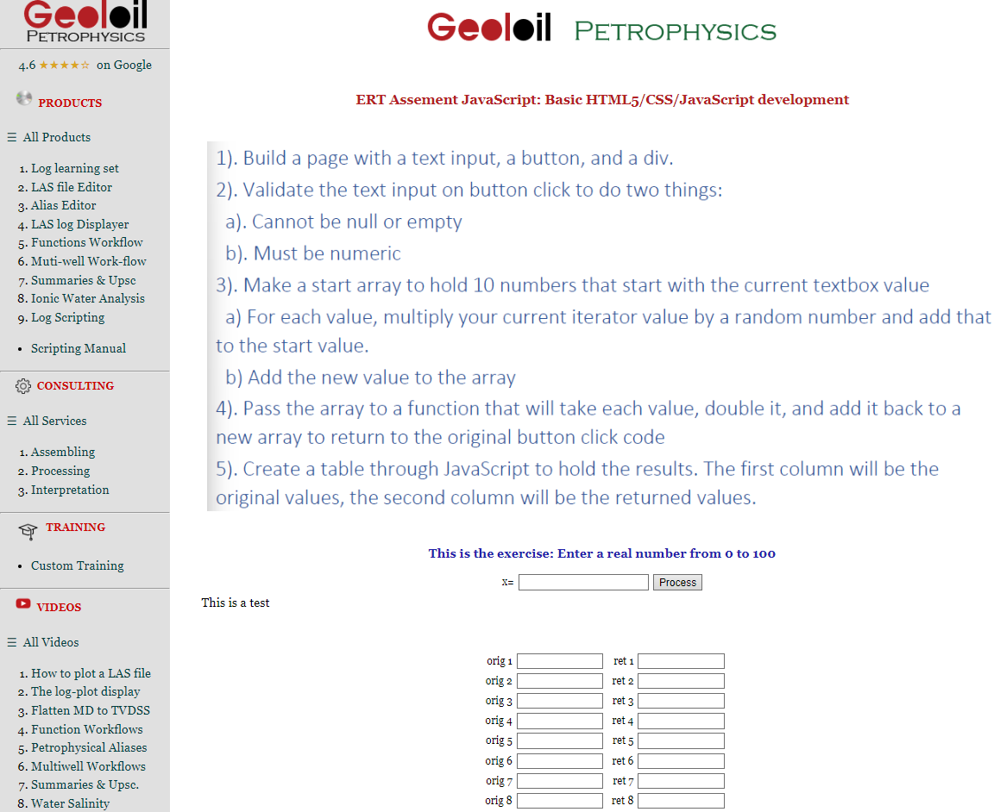 Geoloil
PETROPHYSICS
4.6 ★★★★☆ on Google
PRODUCTS
☰ All Products
1. Log learning set
2. LAS file Editor
3. Alias Editor
4. LAS log Displayer
5. Functions Workflow
6. Muti-well Work-flow
7. Summaries & Upsc
8. Ionic Water Analysis
9. Log Scripting
• Scripting Manual
CONSULTING
☰ All Services
1. Assembling
2. Processing
3. Interpretation
TRAINING
• Custom Training
VIDEOS
☰ All Videos
1. How to plot a LAS file
2. The log-plot display
3. Flatten MD to TVDSS
4. Function Workflows
5. Petrophysical Aliases
6. Multiwell Workflows
7. Summaries & Upsc.
8. Water Salinity
Geoloil PETROPHYSICS
ERT Assement JavaScript: Basic HTML5/CSS/JavaScript development
1). Build a page with a text input, a button, and a div.
2). Validate the text input on button click to do two things:
a). Cannot be null or empty
b). Must be numeric
3). Make a start array to hold 10 numbers that start with the current textbox value
a) For each value, multiply your current iterator value by a random number and add that
to the start value.
b) Add the new value to the array
4). Pass the array to a function that will take each value, double it, and add it back to a
new array to return to the original button click code
5). Create a table through JavaScript to hold the results. The first column will be the
original values, the second column will be the returned values.
This is the exercise: Enter a real number from 0 to 100
x= Process
This is a test
orig 1 ret 1
orig 2 ret 2
orig 3 ret 3
orig 4 ret 4
orig 5 ret 5
orig 6 ret 6
orig 7 ret 7
orig 8 ret 8